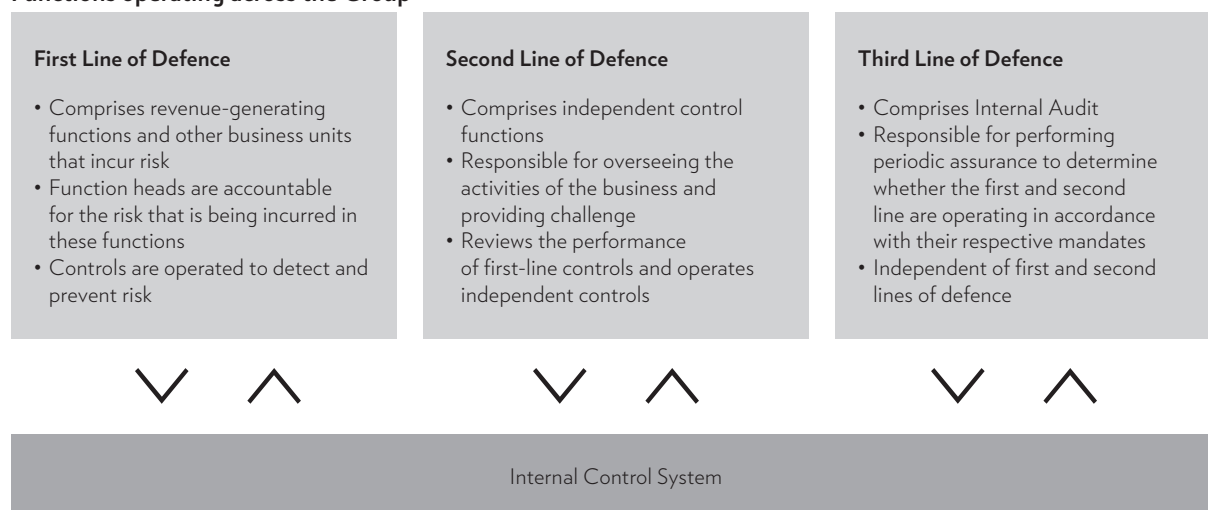 Functions operating across the Group
First Line of Defence
• Comprises revenue-generating
functions and other business units
that incur risk
• Function heads are accountable
for the risk that is being incurred in
these functions
• Controls are operated to detect and
prevent risk
Second Line of Defence
• Comprises independent control
functions
• Responsible for overseeing the
activities of the business and
providing challenge
• Reviews the performance
of first-line controls and operates
independent controls
Third Line of Defence
• Comprises Internal Audit
• Responsible for performing
periodic assurance to determine
whether the first and second
line are operating in accordance
with their respective mandates
• Independent of first and second
lines of defence
Internal Control System